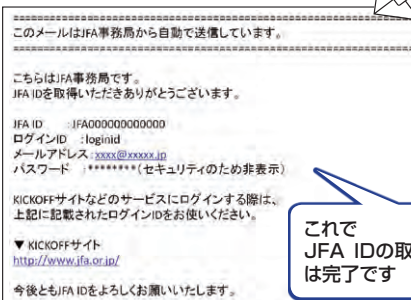 このメールはJFA事務局から自動で送信しています。
こちらはJFA事務局です。
JFA IDを取得いただきありがとうございます。
JFA ID :JFA000000000000
ログインID :loginid
メールアドレス:xxxx@xxxxx.jp
パスワード :********(セキュリティのため非表示)
KICKOFFサイトなどのサービスにログインする際は、
上記に記載されたログインIDをお使いください。
▼ KICKOFFサイト
http://www.jfa.or.jp/
今後ともJFA IDをよろしくお願いいたします。
これで
JFA IDの取
は完了です